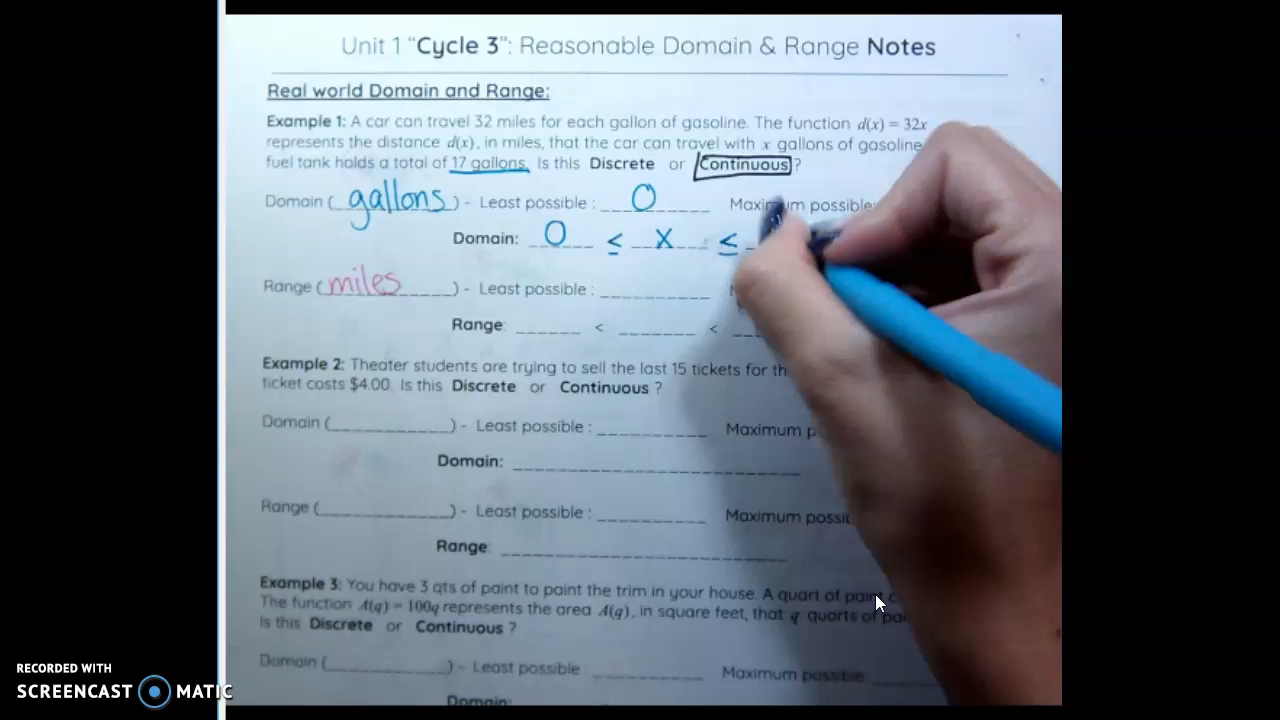 Unit 1 "Cycle 3": Reasonable Domain & Range Notes
Real world Domain and Range:
Example 1: A car can travel 32 miles for each gallon of gasoline. The function d(x) = 32x
represents the distance d(x), in miles, that the car can travel with x gallons of gasoline
fuel tank holds a total of 17 gallons. Is this Discrete or Continuous ?
Domain ( gallons ) - Least possible : 0 Maximum possible:
Domain: 0 ≤ x ≤
Range ( miles ) - Least possible :
Range: < <
Example 2: Theater students are trying to sell the last 15 tickets for
ticket costs $4.00. Is this Discrete or Continuous ?
Domain ( ) - Least possible : Maximum
Domain:
Range ( ) - Least possible :  Maximum
Range:
Example 3: You have 3 qts of paint to paint the trim in your house. A quart of paint
The function A(q) = 100q represents the area A(q), in square feet, that q quarts of
Is this Discrete or Continuous ?
Domain ( ) - Least possible Maximum possible
Domain:
RECORDED WITH
SCREENCAST MATIC